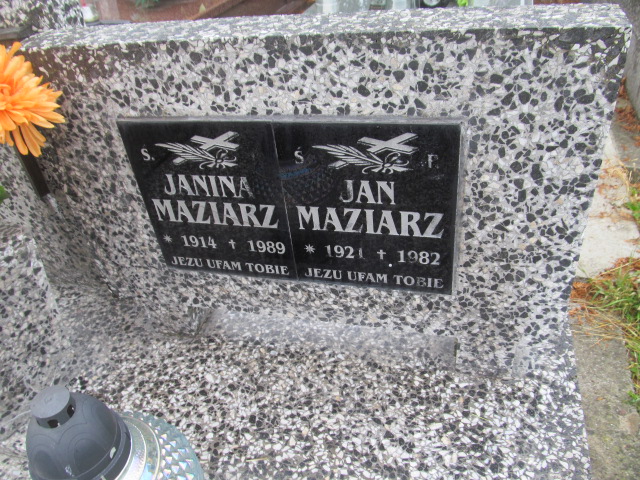 Ś.
JANINA
MAZIARZ
* 1914 † 1989
JEZU UFAM TOBIE
Ś P.
JAN
MAZIARZ
* 1921 † 1982
JEZU UFAM TOBIE